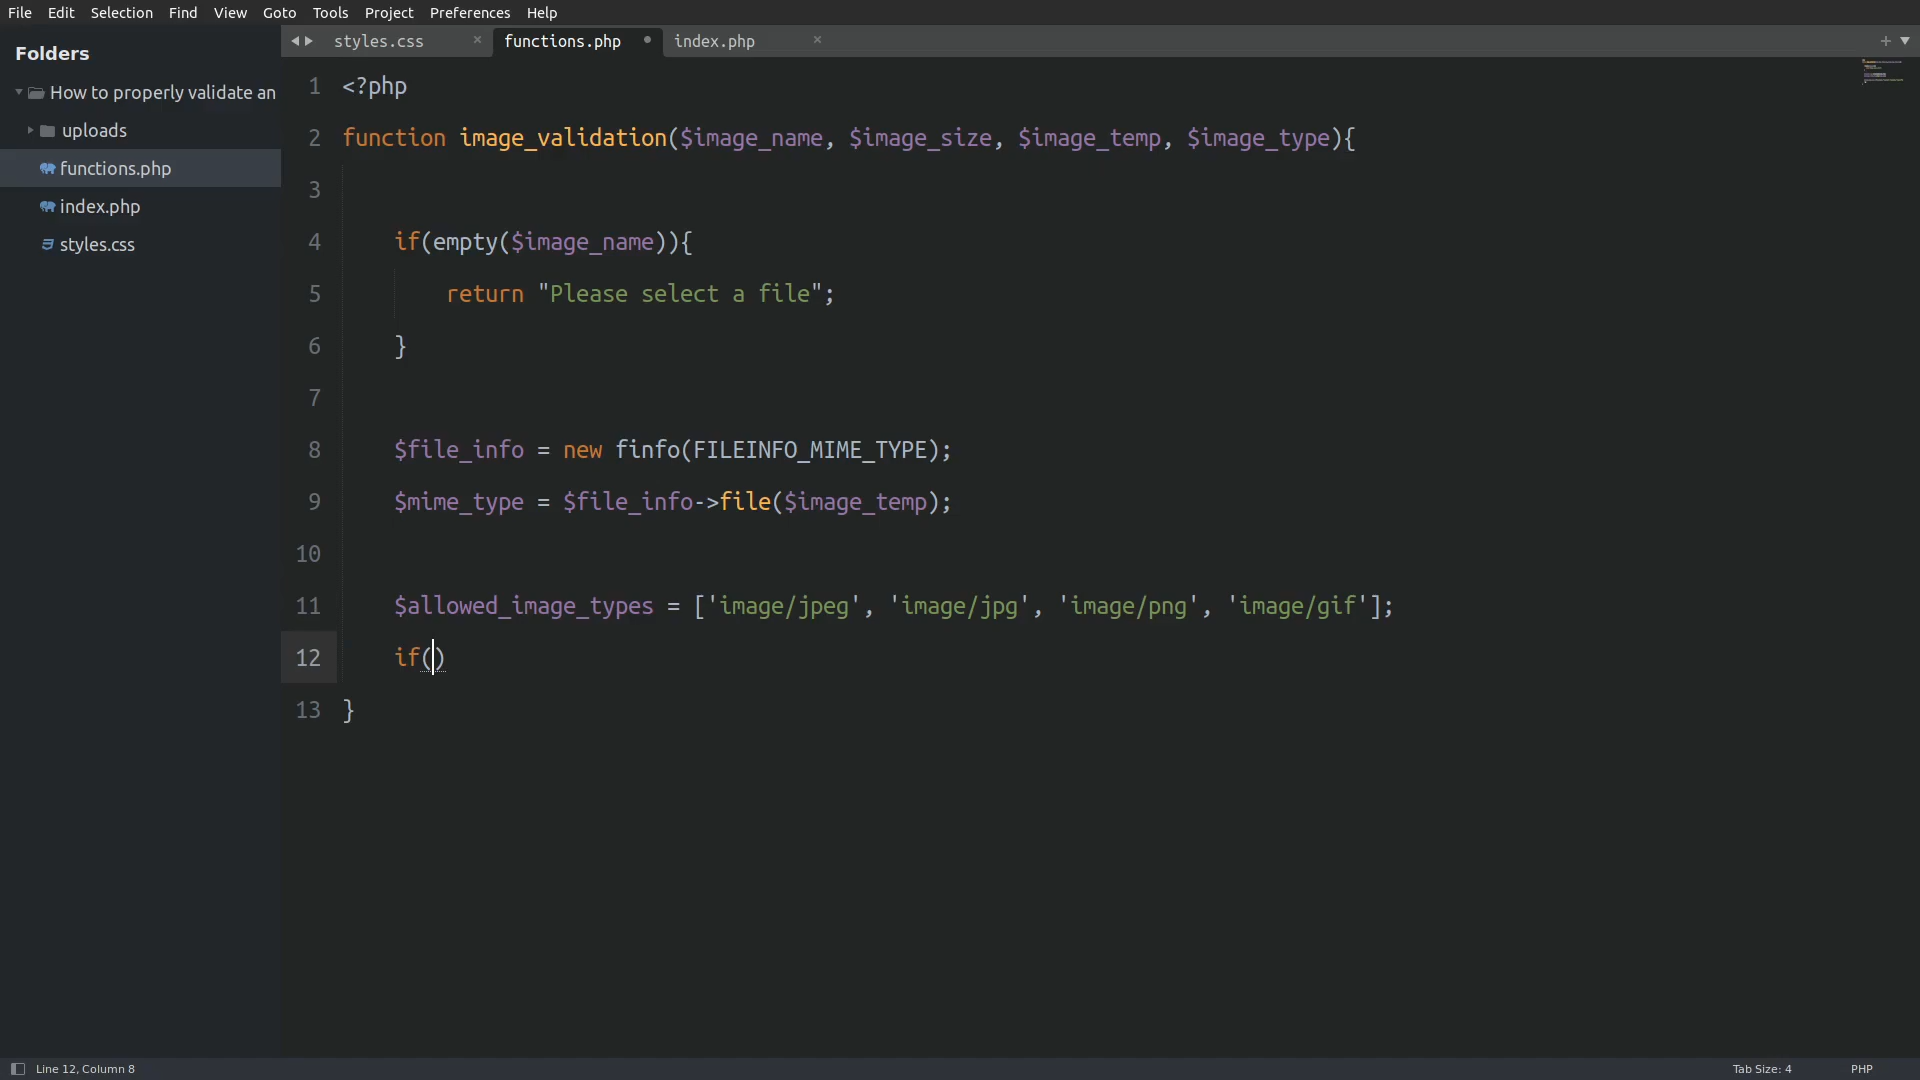 File Edit Selection Find View Goto Tools Project Preferences Help
Folders
How to properly validate an
uploads
functions.php
index.php
styles.css
styles.css × functions.php • index.php ×
1 <?php
2 function image_validation($image_name, $image_size, $image_temp, $image_type){
3
4 if(empty($image_name)){
5 return "Please select a file";
6 }
7
8 $file_info = new finfo(FILEINFO_MIME_TYPE);
9 $mime_type = $file_info->file($image_temp);
10
11 $allowed_image_types = ['image/jpeg', 'image/jpg', 'image/png', 'image/gif'];
12 if()
13 }
Line 12, Column 8 Tab Size: 4 PHP